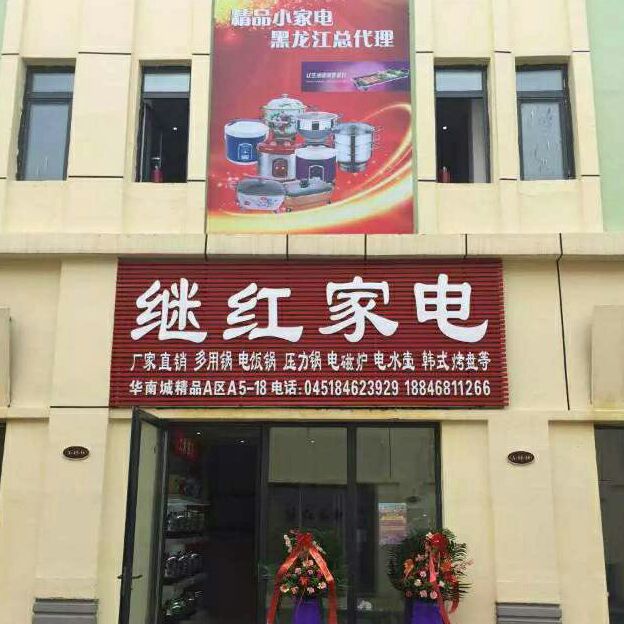 精品小家电
黑龙江总代理
继红家电
厂家直销 多用锅 电饭锅 压力锅 电磁炉 电水壶 韩式烤盘等
华南城精品A区A5-18 电话:045184623929 18846811266